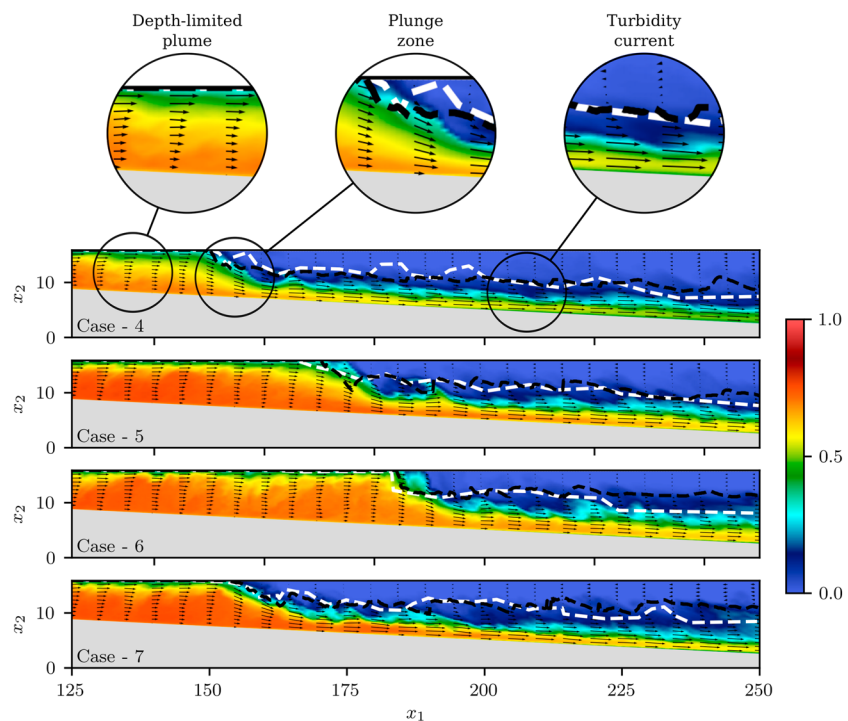 Depth-limited
plume
Plunge
zone
Turbidity
current
x2
10
0
Case - 4
x2
10
0
Case - 5
x2
10
0
Case - 6
x2
10
0
Case - 7
125 150 175 200 225 250
x1
1.0
0.5
0.0